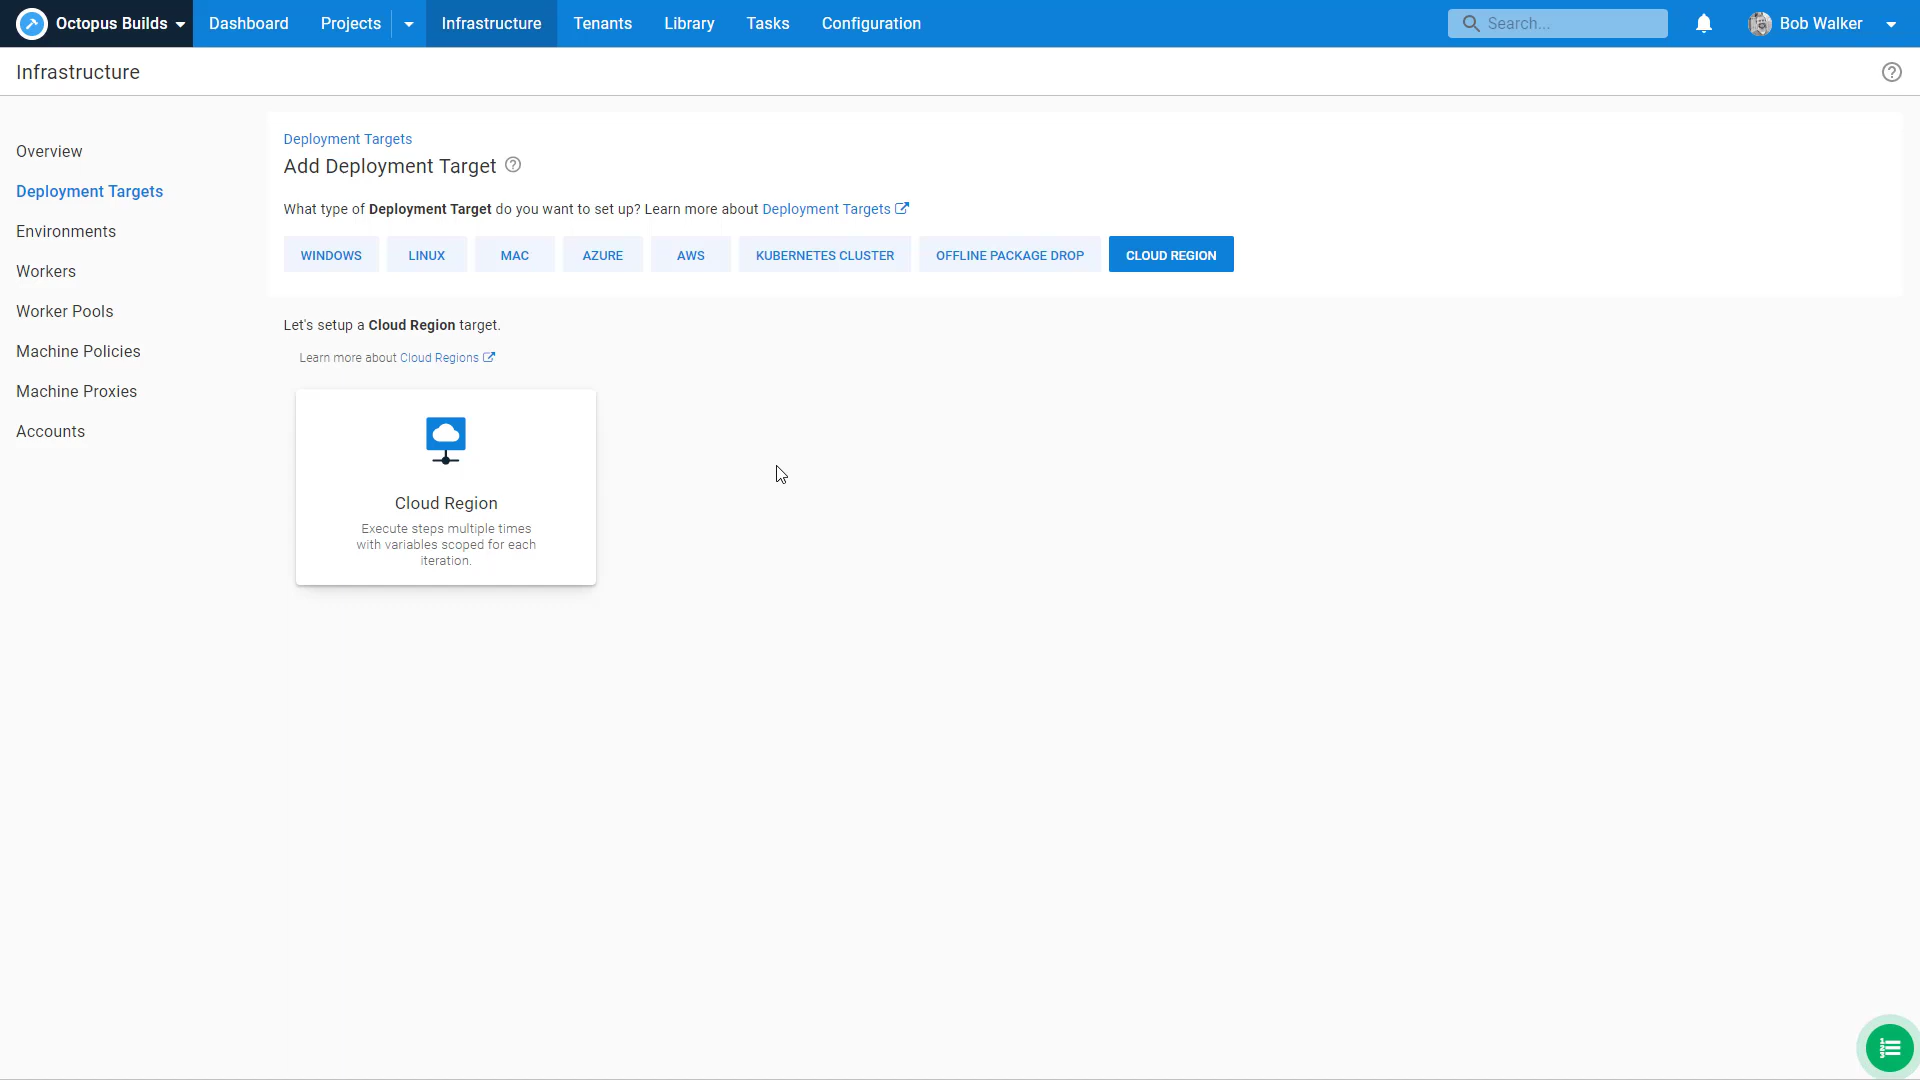 Octopus Builds
Dashboard
Projects
Infrastructure
Tenants
Library
Tasks
Configuration
Search...
Bob Walker
Infrastructure
Overview
Deployment Targets
Environments
Workers
Worker Pools
Machine Policies
Machine Proxies
Accounts
Deployment Targets
Add Deployment Target
What type of Deployment Target do you want to set up? Learn more about Deployment Targets
WINDOWS
LINUX
MAC
AZURE
AWS
KUBERNETES CLUSTER
OFFLINE PACKAGE DROP
CLOUD REGION
Let's setup a Cloud Region target.
Learn more about Cloud Regions
Cloud Region
Execute steps multiple times
with variables scoped for each
iteration.